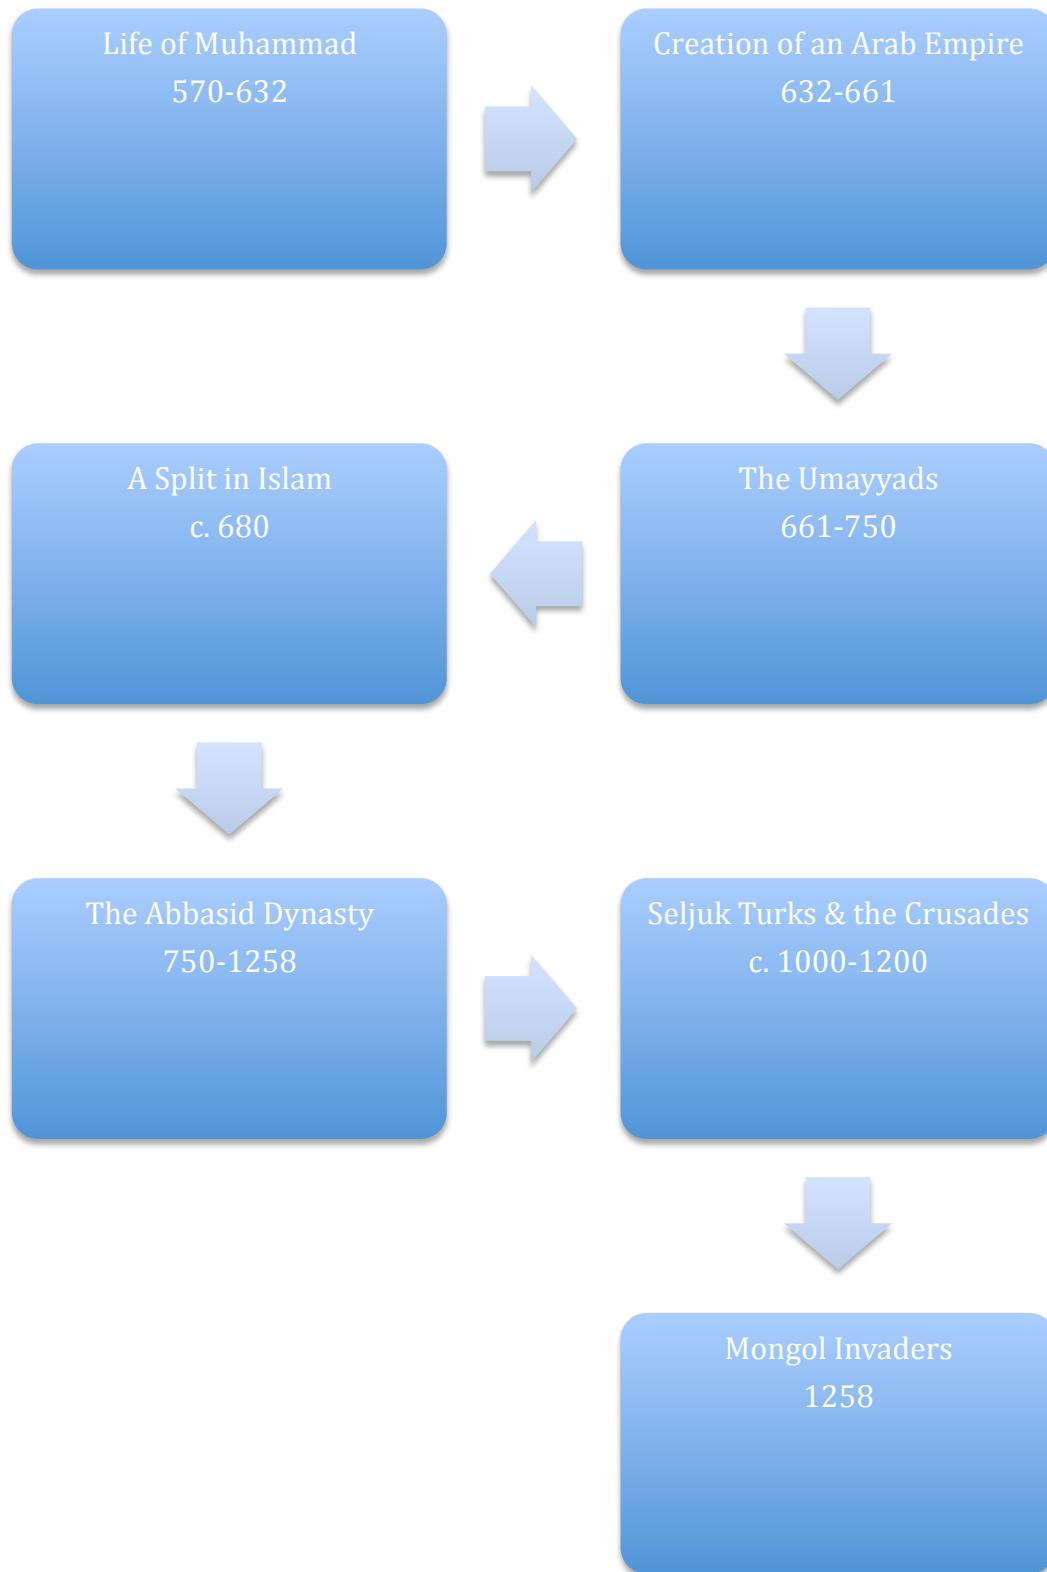 Life of Muhammad
570-632
Creation of an Arab Empire
632-661
The Umayyads
661-750
A Split in Islam
c. 680
The Abbasid Dynasty
750-1258
Seljuk Turks & the Crusades
c. 1000-1200
Mongol Invaders
1258